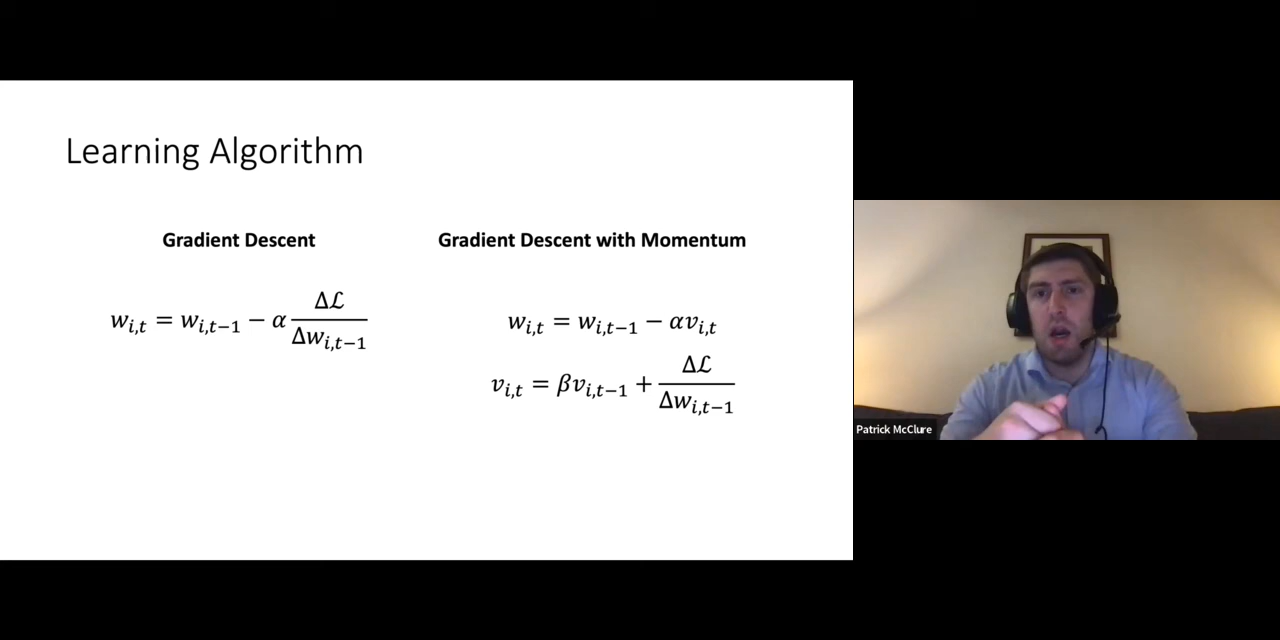 Learning Algorithm
Gradient Descent
Gradient Descent with Momentum
w_{i,t} = w_{i,t−1} − α Δℒ/Δw_{i,t−1}
w_{i,t} = w_{i,t−1} − αv_{i,t}
v_{i,t} = βv_{i,t−1} + Δℒ/Δw_{i,t−1}
Patrick McClure